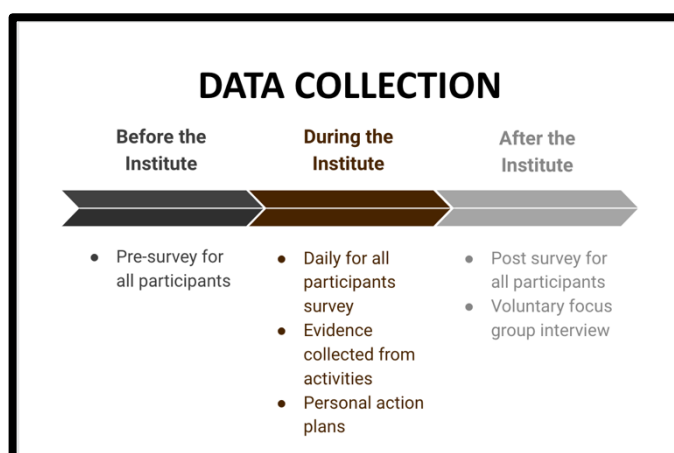 DATA COLLECTION
Before the
Institute
● Pre-survey for
all participants
During the
Institute
● Daily for all
participants
survey
● Evidence
collected from
activities
● Personal action
plans
After the
Institute
● Post survey for
all participants
● Voluntary focus
group interview